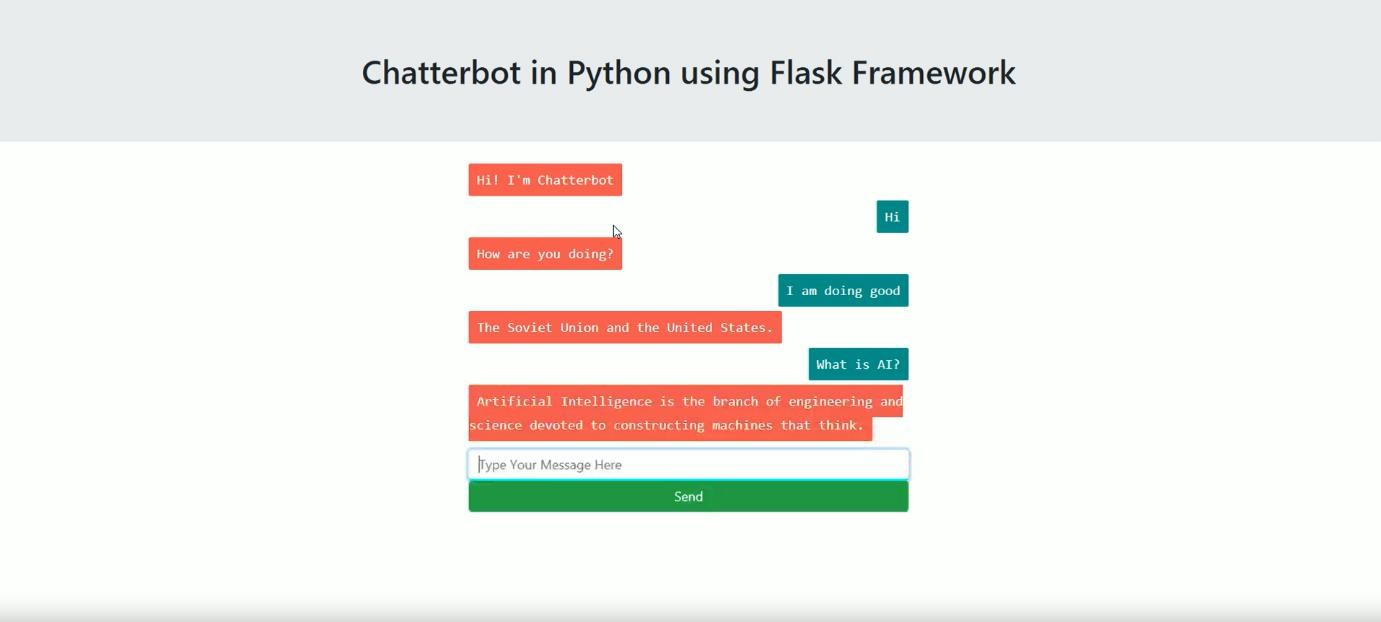 Chatterbot in Python using Flask Framework
Hi! I'm Chatterbot
Hi
How are you doing?
I am doing good
The Soviet Union and the United States.
What is AI?
Artificial Intelligence is the branch of engineering and
science devoted to constructing machines that think.
Type Your Message Here
Send